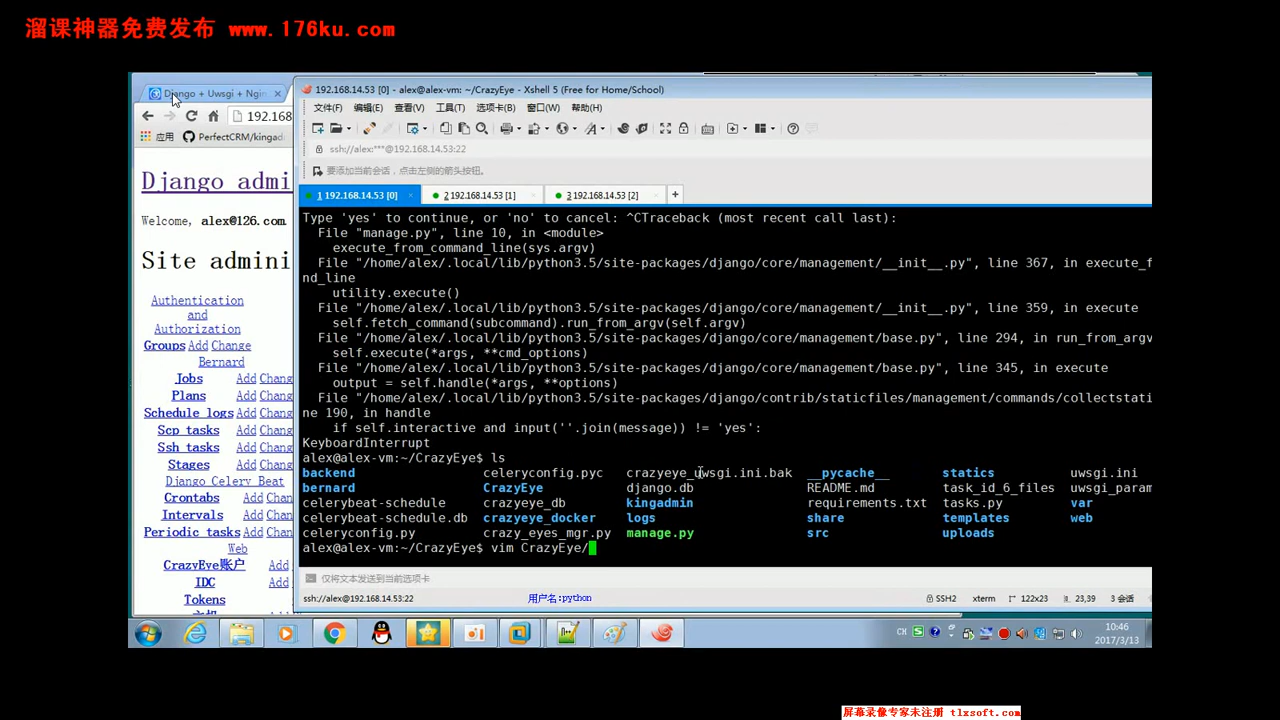 溜课神器免费发布 www.176ku.com
Django + Uwsgi + Ngin
192.168
应用 PerfectCRM/kingad
Django admi
Welcome, alex@126.com.
Site admini
Authentication
and
Authorization
Groups Add Change
Bernard
Jobs Add Chang
Plans Add Chang
Schedule logs Add Chang
Scp tasks Add Chang
Ssh tasks Add Chang
Stages Add Chang
Django Celery Beat
Crontabs Add Chang
Intervals Add Chang
Periodic tasks Add Chang
Web
CrazyEye账户 Add
IDC Add
Tokens
192.168.14.53 [0] - alex@alex-vm: ~/CrazyEye - Xshell 5 (Free for Home/School)
文件(F) 编辑(E) 查看(V) 工具(T) 选项卡(B) 窗口(W) 帮助(H)
ssh://alex:***@192.168.14.53:22
要添加当前会话，点击左侧的箭头按钮。
1 192.168.14.53 [0] × 2 192.168.14.53 [1] 3 192.168.14.53 [2] +
Type 'yes' to continue, or 'no' to cancel: ^CTraceback (most recent call last):
File "manage.py", line 10, in <module>
execute_from_command_line(sys.argv)
File "/home/alex/.local/lib/python3.5/site-packages/django/core/management/__init__.py", line 367, in execute_f
nd_line
utility.execute()
File "/home/alex/.local/lib/python3.5/site-packages/django/core/management/__init__.py", line 359, in execute
self.fetch_command(subcommand).run_from_argv(self.argv)
File "/home/alex/.local/lib/python3.5/site-packages/django/core/management/base.py", line 294, in run_from_argv
self.execute(*args, **cmd_options)
File "/home/alex/.local/lib/python3.5/site-packages/django/core/management/base.py", line 345, in execute
output = self.handle(*args, **options)
File "/home/alex/.local/lib/python3.5/site-packages/django/contrib/staticfiles/management/commands/collectstati
ne 190, in handle
if self.interactive and input(''.join(message)) != 'yes':
KeyboardInterrupt
alex@alex-vm:~/CrazyEye$ ls
backend celeryconfig.pyc crazyeye_uwsgi.ini.bak __pycache__ statics uwsgi.ini
bernard CrazyEye django.db README.md task_id_6_files uwsgi_param
celerybeat-schedule crazyeye_db kingadmin requirements.txt tasks.py var
celerybeat-schedule.db crazyeye_docker logs share templates web
celeryconfig.py crazy_eyes_mgr.py manage.py src uploads
alex@alex-vm:~/CrazyEye$ vim CrazyEye/
仅将文本发送到当前选项卡
ssh://alex@192.168.14.53:22 用户名:python SSH2 xterm 122x23 23,39 3 会话
CH 10:46
2017/3/13
屏幕录像专家未注册 tlxsoft.com